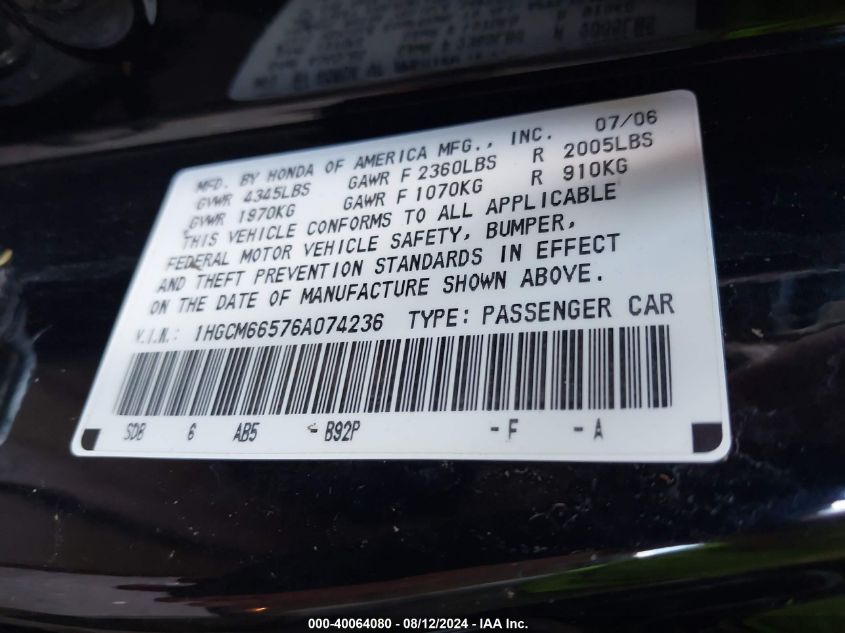 MFD. BY HONDA OF AMERICA MFG., INC. 07/06
GVWR 4345LBS GAWR F 2360LBS R 2005LBS
GVWR 1970KG GAWR F 1070KG R 910KG
THIS VEHICLE CONFORMS TO ALL APPLICABLE
FEDERAL MOTOR VEHICLE SAFETY, BUMPER,
AND THEFT PREVENTION STANDARDS IN EFFECT
ON THE DATE OF MANUFACTURE SHOWN ABOVE.
V.I.N.: 1HGCM66576A074236 TYPE: PASSENGER CAR
SDB 6 AB5 - B92P - F - A
000-40064080 - 08/12/2024 - IAA Inc.